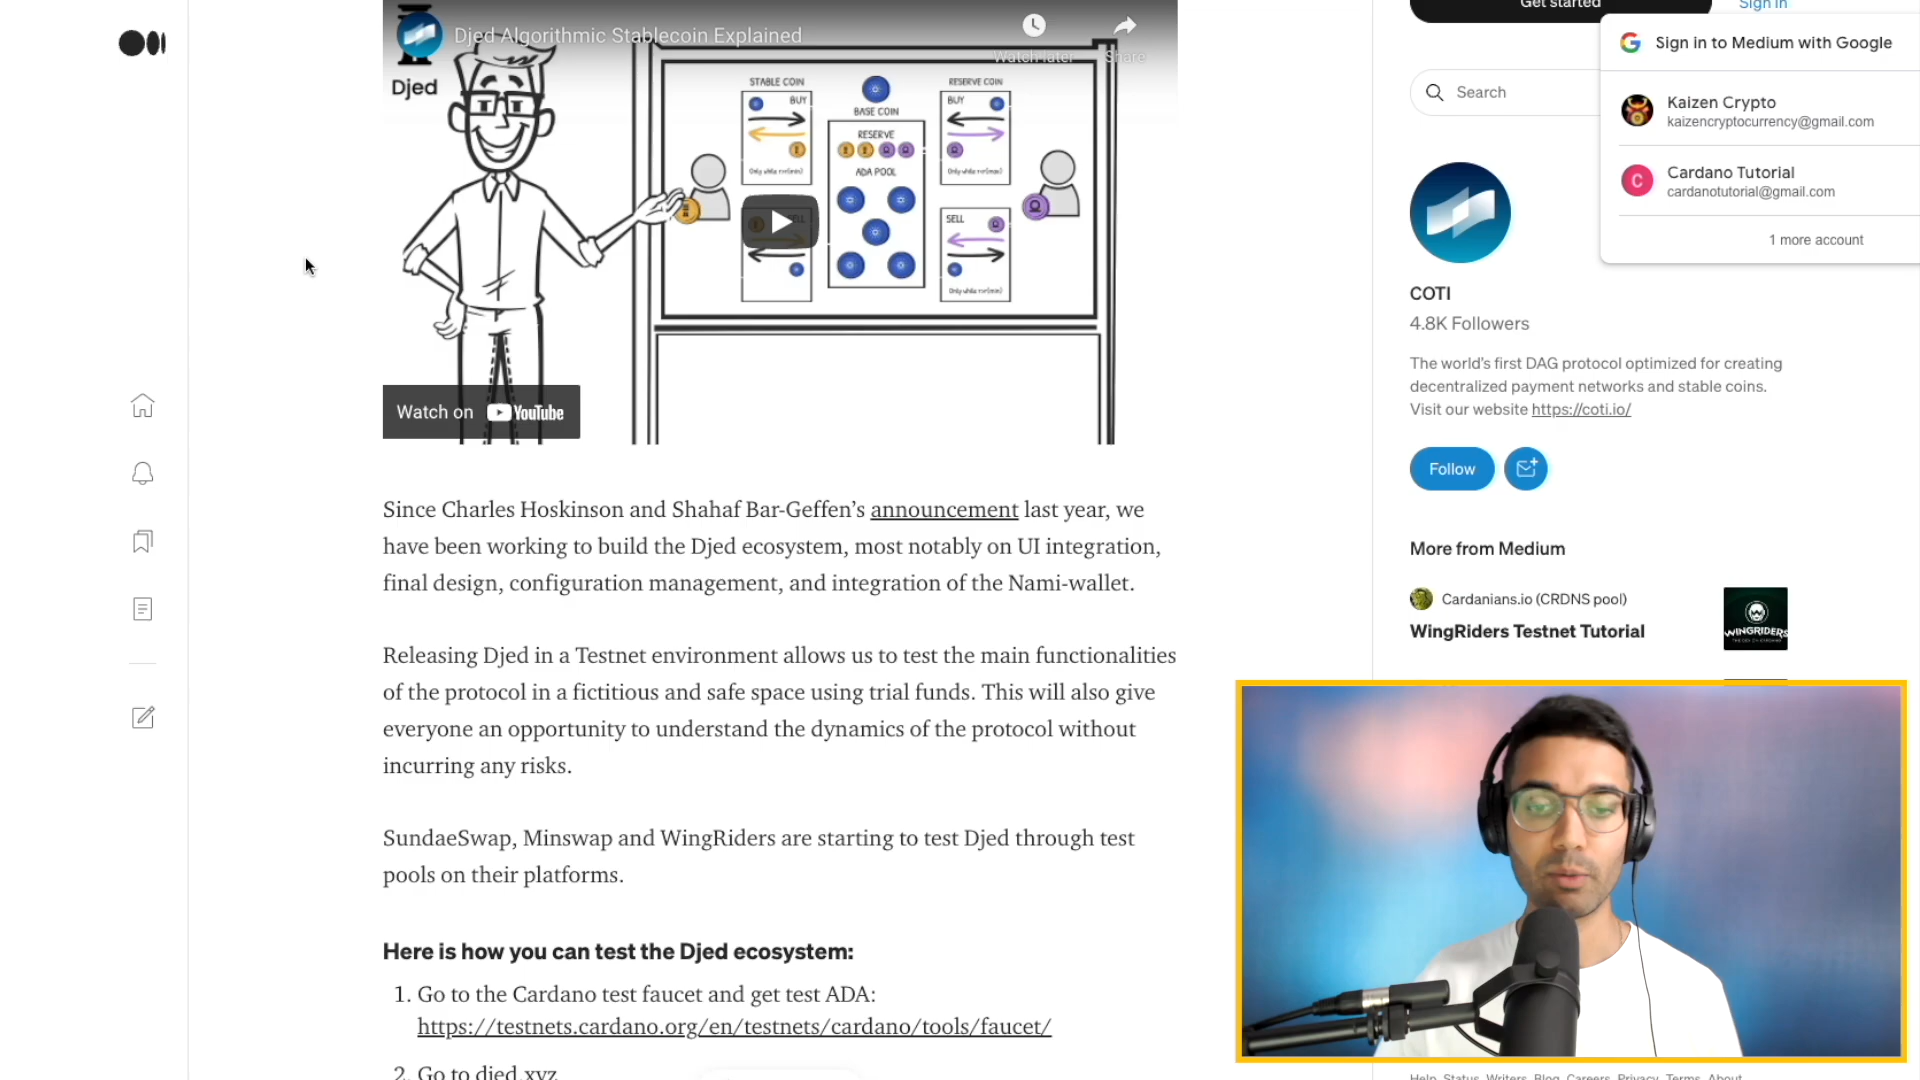 Djed Algorithmic Stablecoin Explained
Watch later
Share
Djed
STABLE COIN
BUY
Only while r>r(min)
SELL
BASE COIN
RESERVE
ADA POOL
RESERVE COIN
BUY
Only while r<r(max)
SELL
Only while r>r(min)
Watch on YouTube
Since Charles Hoskinson and Shahaf Bar-Geffen’s announcement last year, we
have been working to build the Djed ecosystem, most notably on UI integration,
final design, configuration management, and integration of the Nami-wallet.
Releasing Djed in a Testnet environment allows us to test the main functionalities
of the protocol in a fictitious and safe space using trial funds. This will also give
everyone an opportunity to understand the dynamics of the protocol without
incurring any risks.
SundaeSwap, Minswap and WingRiders are starting to test Djed through test
pools on their platforms.
Here is how you can test the Djed ecosystem:
1. Go to the Cardano test faucet and get test ADA:
https://testnets.cardano.org/en/testnets/cardano/tools/faucet/
2. Go to djed.xyz
Get started
Sign In
Sign in to Medium with Google
Kaizen Crypto
kaizencryptocurrency@gmail.com
C
Cardano Tutorial
cardanotutorial@gmail.com
1 more account
Search
COTI
4.8K Followers
The world’s first DAG protocol optimized for creating
decentralized payment networks and stable coins.
Visit our website https://coti.io/
Follow
More from Medium
Cardanians.io (CRDNS pool)
WingRiders Testnet Tutorial
WINGRIDERS
Help Status Writers Blog Careers Privacy Terms About